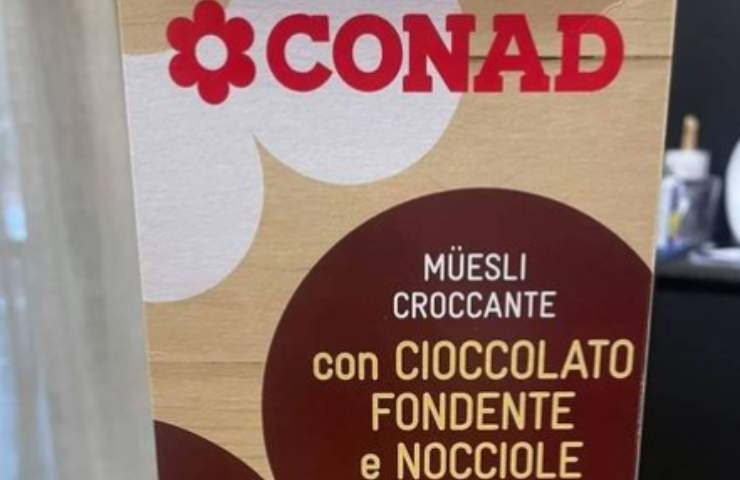 CONAD
MÜESLI
CROCCANTE
con CIOCCOLATO
FONDENTE
e NOCCIOLE